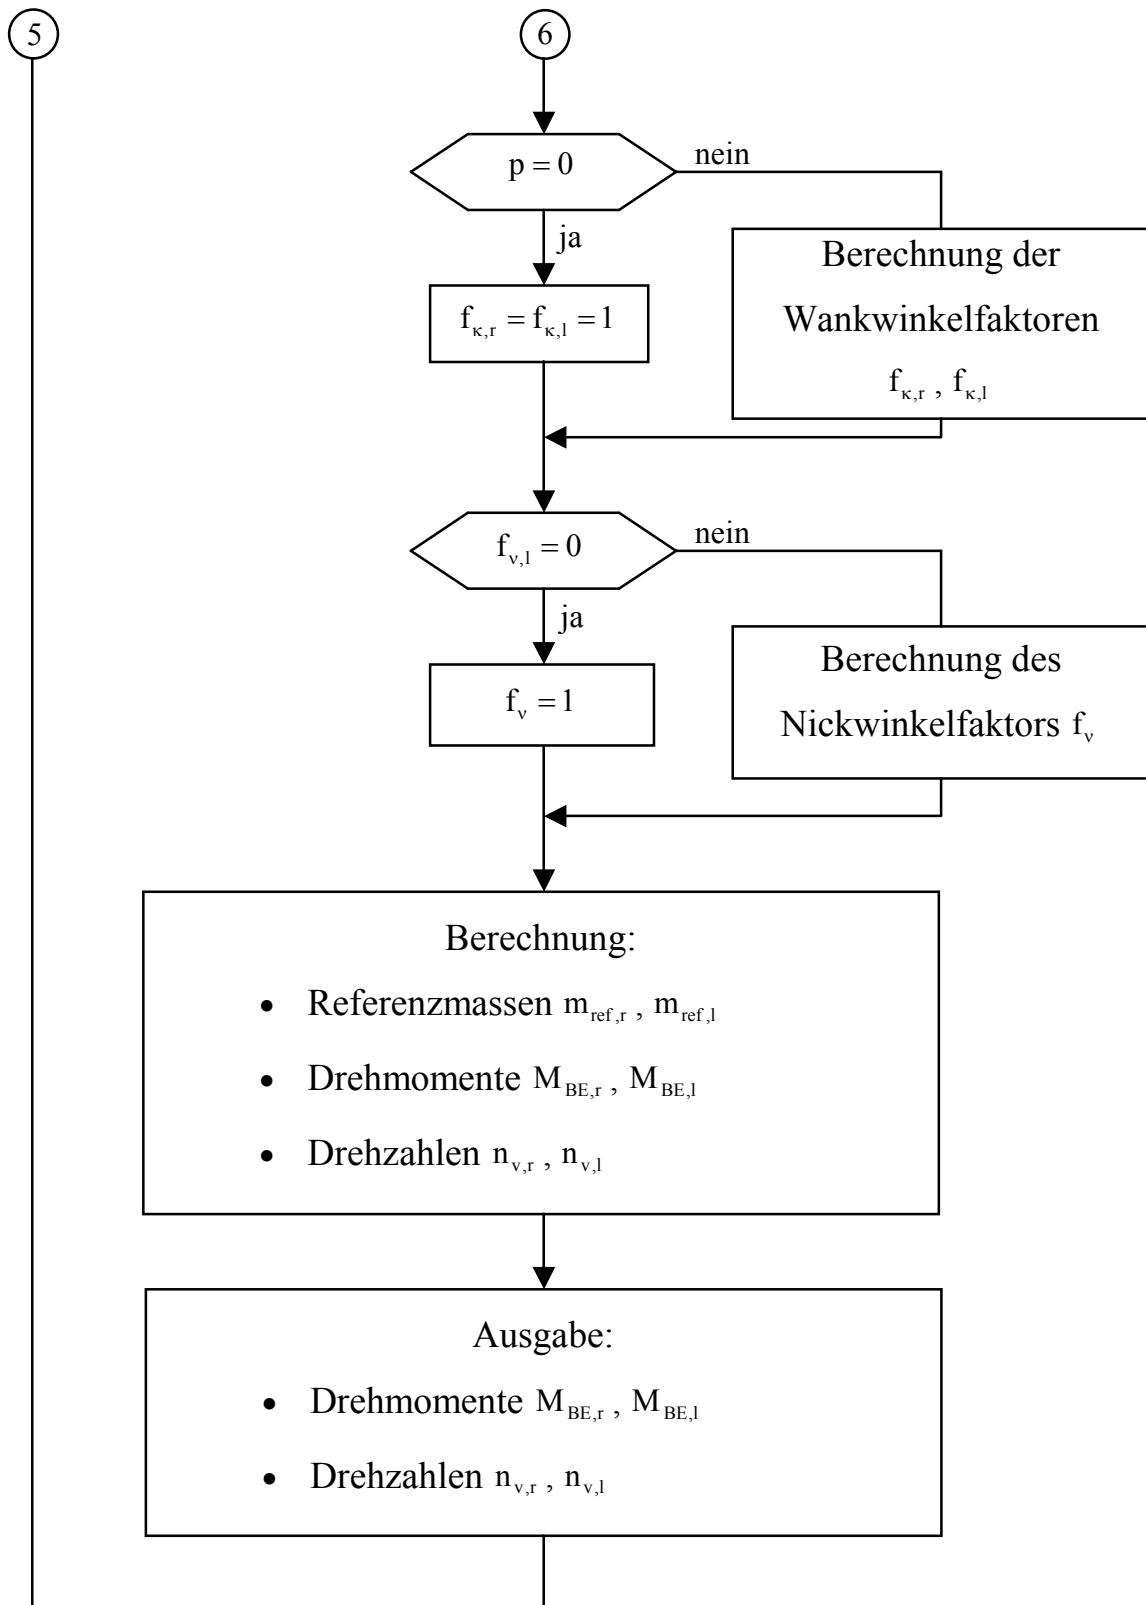 5
6
p = 0
nein
ja
f_κ,r = f_κ,l = 1
Berechnung der
Wankwinkelfaktoren
f_κ,r , f_κ,l
f_ν,l = 0
nein
ja
f_ν = 1
Berechnung des
Nickwinkelfaktors f_ν
Berechnung:
• Referenzmassen m_ref,r , m_ref,l
• Drehmomente M_BE,r , M_BE,l
• Drehzahlen n_v,r , n_v,l
Ausgabe:
• Drehmomente M_BE,r , M_BE,l
• Drehzahlen n_v,r , n_v,l